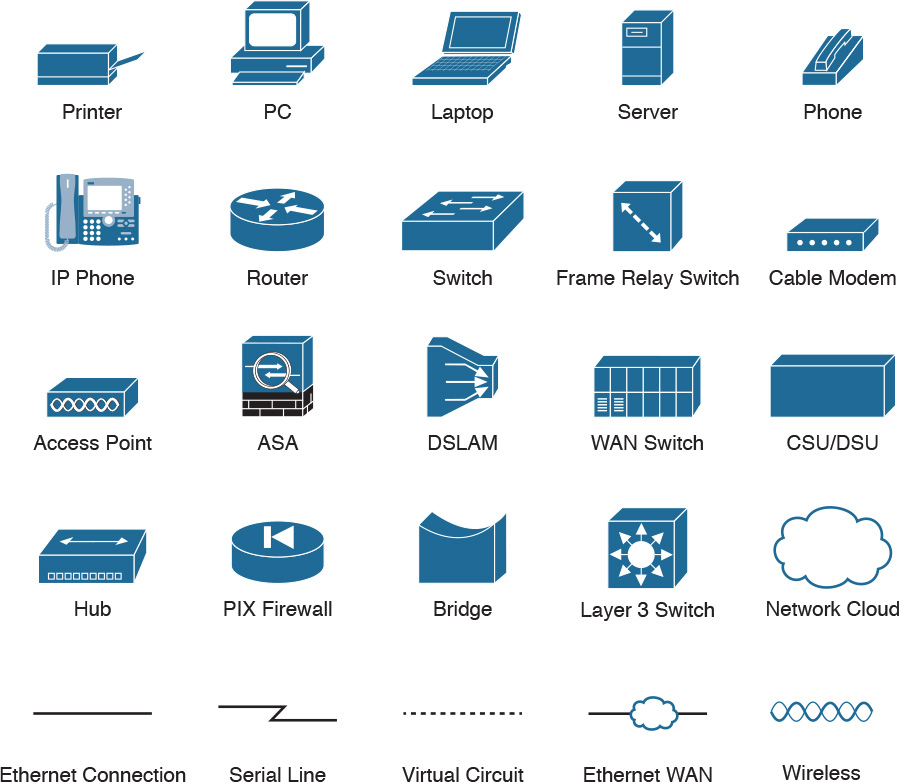 Printer
PC
Laptop
Server
Phone
IP Phone
Router
Switch
Frame Relay Switch
Cable Modem
Access Point
ASA
DSLAM
WAN Switch
CSU/DSU
Hub
PIX Firewall
Bridge
Layer 3 Switch
Network Cloud
Ethernet Connection
Serial Line
Virtual Circuit
Ethernet WAN
Wireless